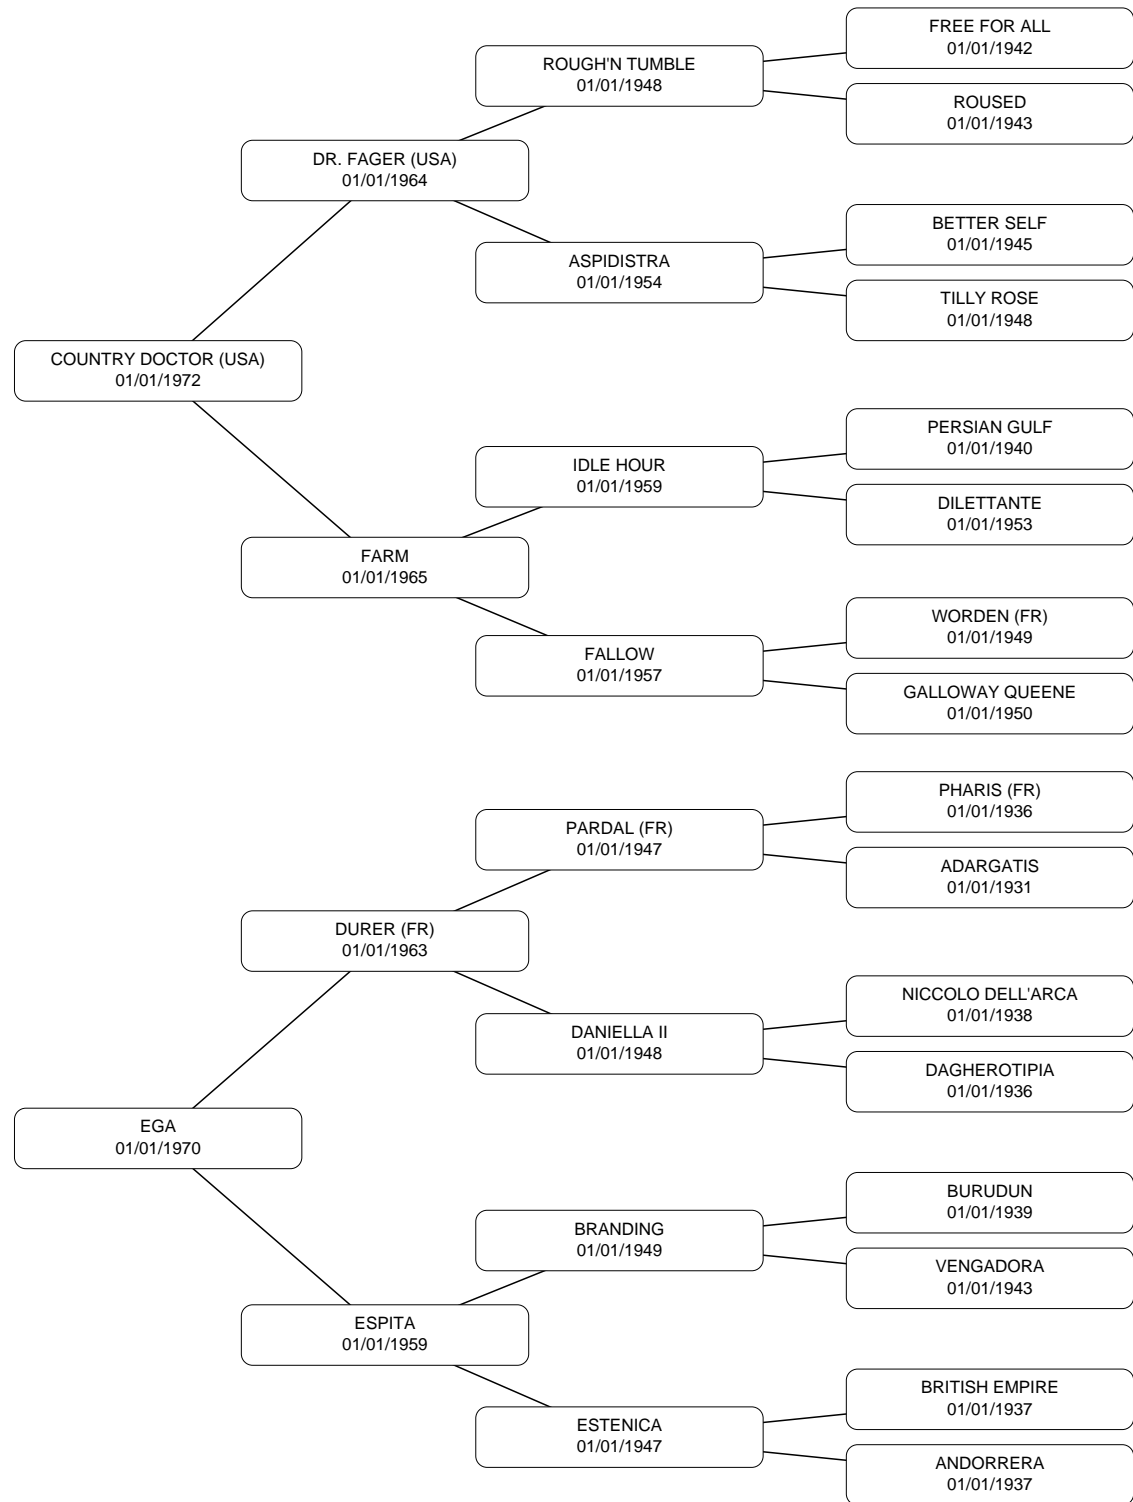 FREE FOR ALL
01/01/1942
ROUGH'N TUMBLE
01/01/1948
ROUSED
01/01/1943
DR. FAGER (USA)
01/01/1964
BETTER SELF
01/01/1945
ASPIDISTRA
01/01/1954
TILLY ROSE
01/01/1948
COUNTRY DOCTOR (USA)
01/01/1972
PERSIAN GULF
01/01/1940
IDLE HOUR
01/01/1959
DILETTANTE
01/01/1953
FARM
01/01/1965
WORDEN (FR)
01/01/1949
FALLOW
01/01/1957
GALLOWAY QUEENE
01/01/1950
PHARIS (FR)
01/01/1936
PARDAL (FR)
01/01/1947
ADARGATIS
01/01/1931
DURER (FR)
01/01/1963
NICCOLO DELL'ARCA
01/01/1938
DANIELLA II
01/01/1948
DAGHEROTIPIA
01/01/1936
EGA
01/01/1970
BURUDUN
01/01/1939
BRANDING
01/01/1949
VENGADORA
01/01/1943
ESPITA
01/01/1959
BRITISH EMPIRE
01/01/1937
ESTENICA
01/01/1947
ANDORRERA
01/01/1937